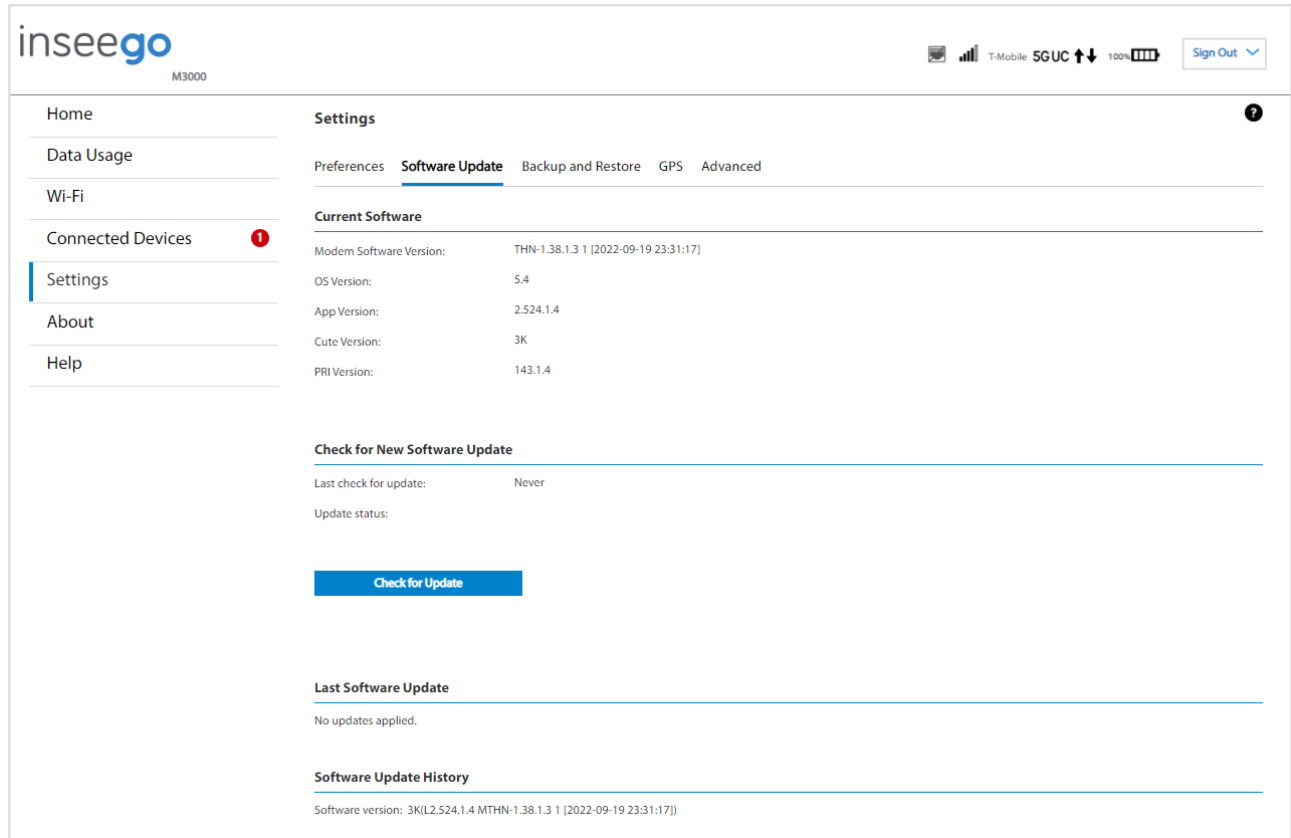 inseego
M3000
T-Mobile 5G UC 100% Sign Out
Home
Data Usage
Wi-Fi
Connected Devices 1
Settings
About
Help
Settings ?
Preferences Software Update Backup and Restore GPS Advanced
Current Software
Modem Software Version: THN-1.38.1.3 1 [2022-09-19 23:31:17]
OS Version: 5.4
App Version: 2.524.1.4
Cute Version: 3K
PRI Version: 143.1.4
Check for New Software Update
Last check for update: Never
Update status:
Check for Update
Last Software Update
No updates applied.
Software Update History
Software version: 3K(L2.524.1.4 MTHN-1.38.1.3 1 [2022-09-19 23:31:17])